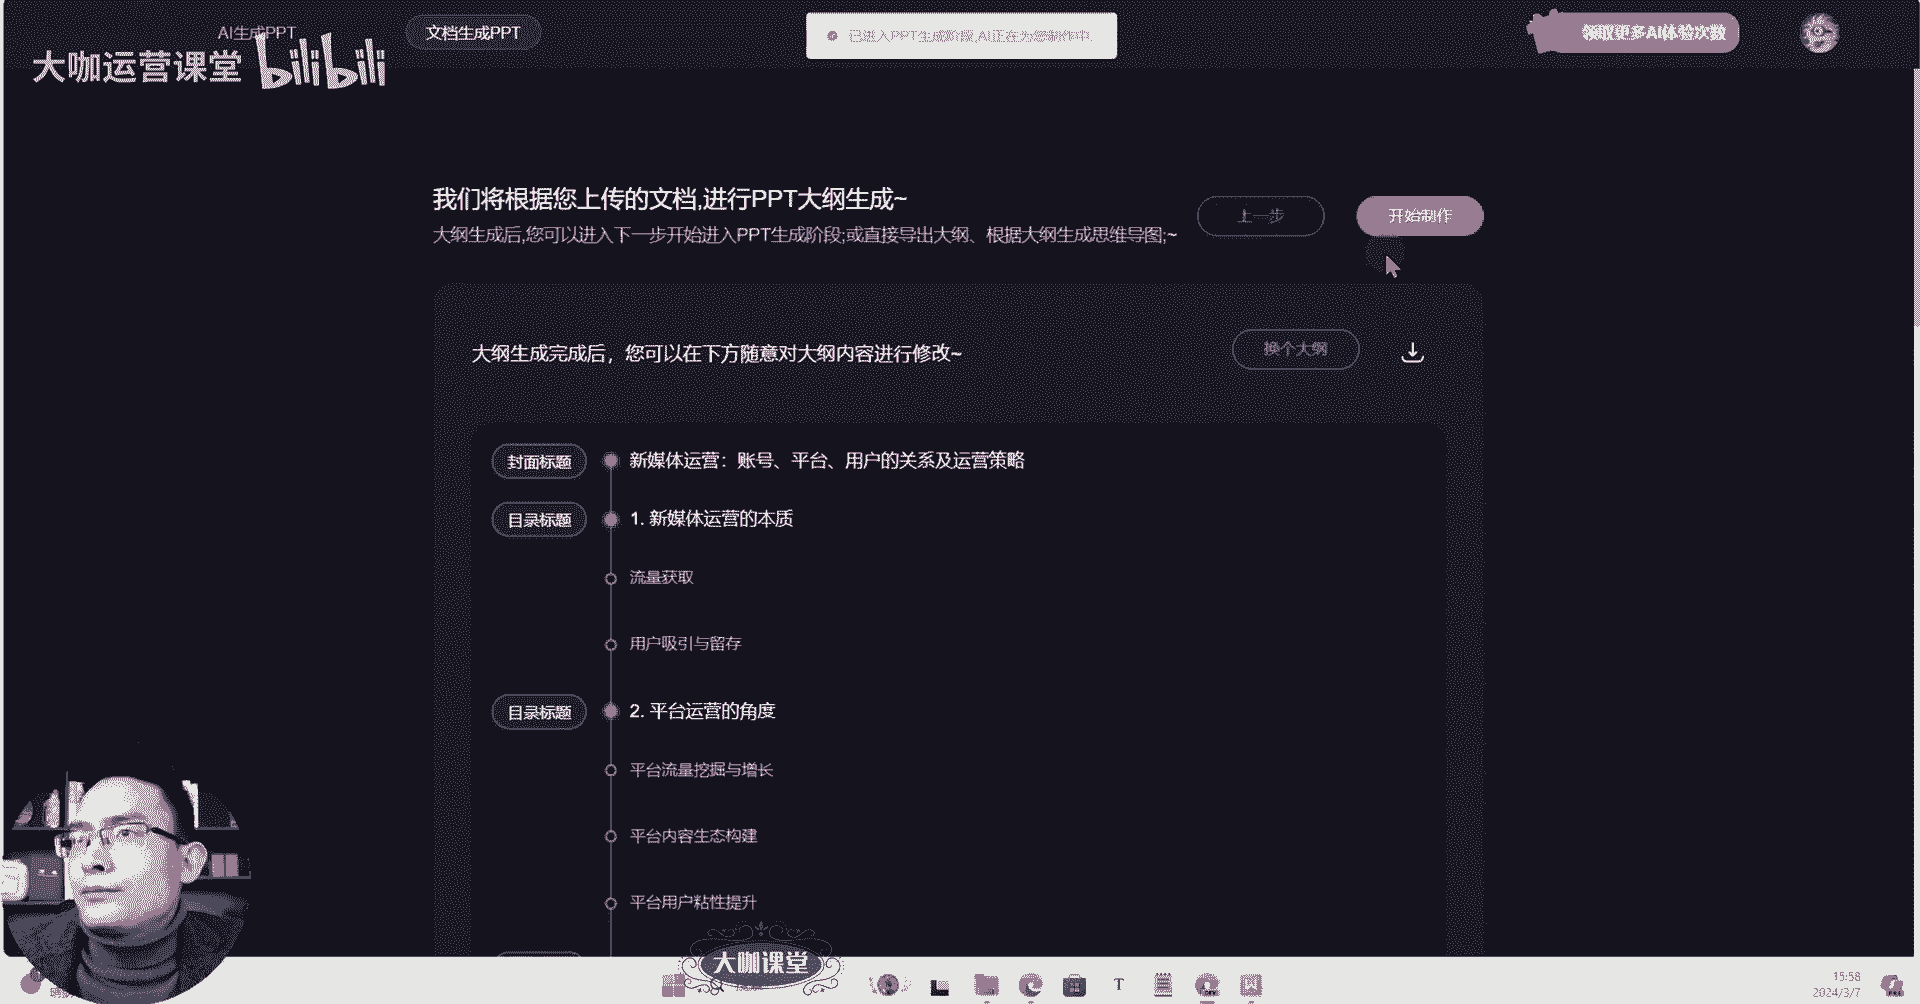 AI生成PPT
文档生成PPT
已进入PPT生成阶段,AI正在为您制作中.
领取更多AI体验次数
大咖运营课堂 bilibili
我们将根据您上传的文档,进行PPT大纲生成~
上一步
开始制作
大纲生成后,您可以进入下一步开始进入PPT生成阶段;或直接导出大纲、根据大纲生成思维导图;~
大纲生成完成后，您可以在下方随意对大纲内容进行修改~
换个大纲
封面标题
新媒体运营：账号、平台、用户的关系及运营策略
目录标题
1. 新媒体运营的本质
流量获取
用户吸引与留存
目录标题
2. 平台运营的角度
平台流量挖掘与增长
平台内容生态构建
平台用户粘性提升
大咖课堂
15:58
2024/3/7